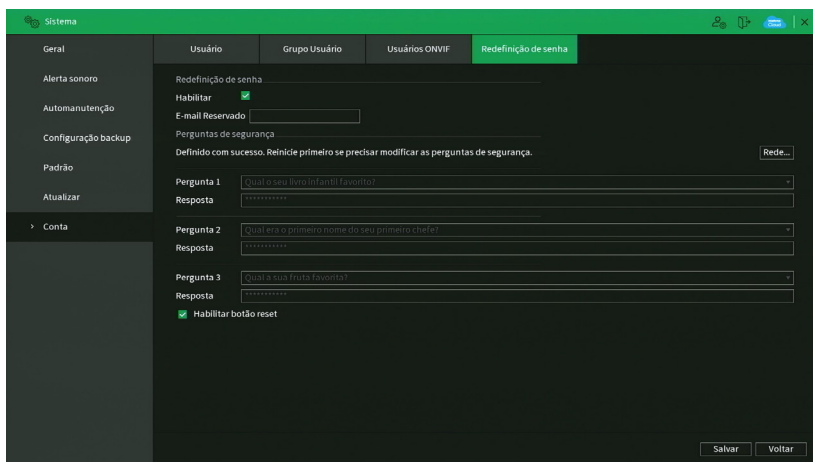 Sistema
Cloud
×
Geral
Usuário
Grupo Usuário
Usuários ONVIF
Redefinição de senha
Alerta sonoro
Automanutenção
Configuração backup
Padrão
Atualizar
> Conta
Redefinição de senha
Habilitar
E-mail Reservado
Perguntas de segurança
Definido com sucesso. Reinicie primeiro se precisar modificar as perguntas de segurança.
Rede...
Pergunta 1
Qual o seu livro infantil favorito?
Resposta
***********
Pergunta 2
Qual era o primeiro nome do seu primeiro chefe?
Resposta
***********
Pergunta 3
Qual a sua fruta favorita?
Resposta
***********
Habilitar botão reset
Salvar
Voltar